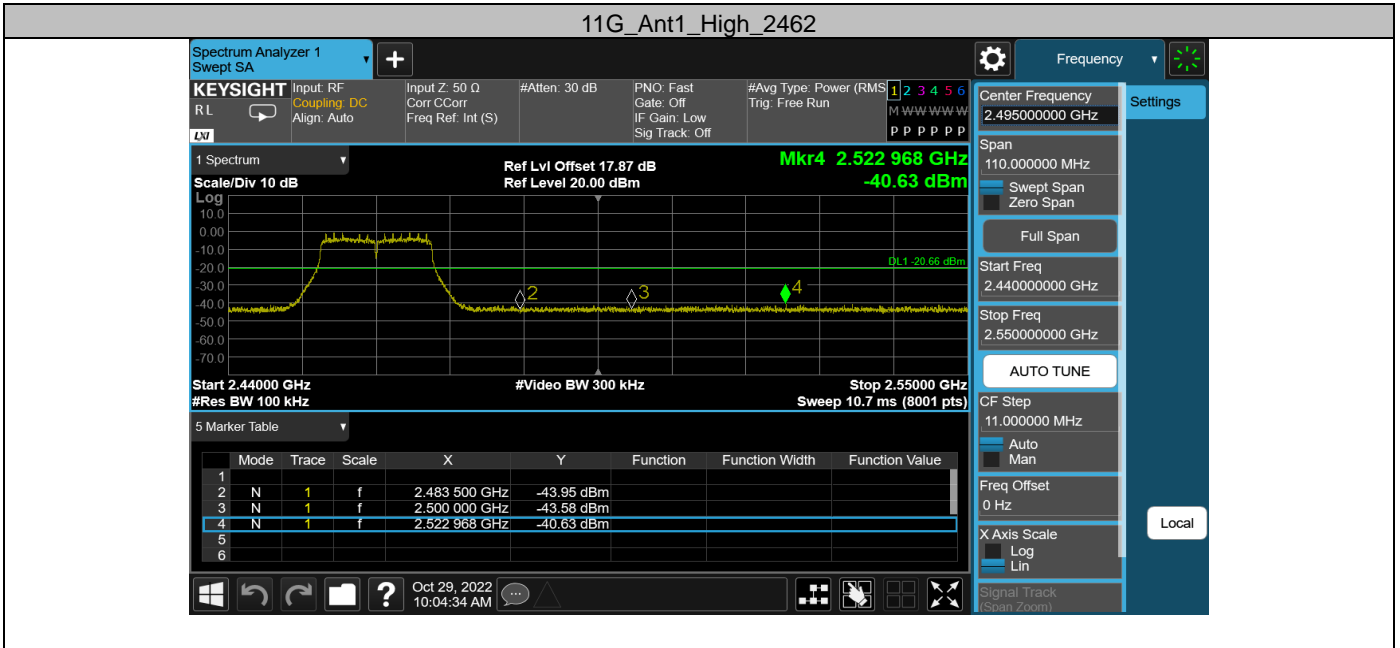 11G_Ant1_High_2462
Spectrum Analyzer 1
Swept SA
+
Frequency
KEYSIGHT
RL
LXI
Input: RF
Coupling: DC
Align: Auto
Input Z: 50 Ω
Corr CCorr
Freq Ref: Int (S)
#Atten: 30 dB
PNO: Fast
Gate: Off
IF Gain: Low
Sig Track: Off
#Avg Type: Power (RMS
Trig: Free Run
1 2 3 4 5 6
M W W W W W
P P P P P P
1 Spectrum
Scale/Div 10 dB
Ref Lvl Offset 17.87 dB
Ref Level 20.00 dBm
Mkr4 2.522 968 GHz
-40.63 dBm
Log
10.0
0.00
-10.0
-20.0
-30.0
-40.0
-50.0
-60.0
-70.0
DL1 -20.66 dBm
2
3
4
Start 2.44000 GHz
#Video BW 300 kHz
Stop 2.55000 GHz
#Res BW 100 kHz
Sweep 10.7 ms (8001 pts)
5 Marker Table
Mode Trace Scale X Y Function Function Width Function Value
1
2 N 1 f 2.483 500 GHz -43.95 dBm
3 N 1 f 2.500 000 GHz -43.58 dBm
4 N 1 f 2.522 968 GHz -40.63 dBm
5
6
Oct 29, 2022
10:04:34 AM
?
Center Frequency
2.495000000 GHz
Settings
Span
110.000000 MHz
Swept Span
Zero Span
Full Span
Start Freq
2.440000000 GHz
Stop Freq
2.550000000 GHz
AUTO TUNE
CF Step
11.000000 MHz
Auto
Man
Freq Offset
0 Hz
X Axis Scale
Log
Lin
Local
Signal Track
(Span Zoom)